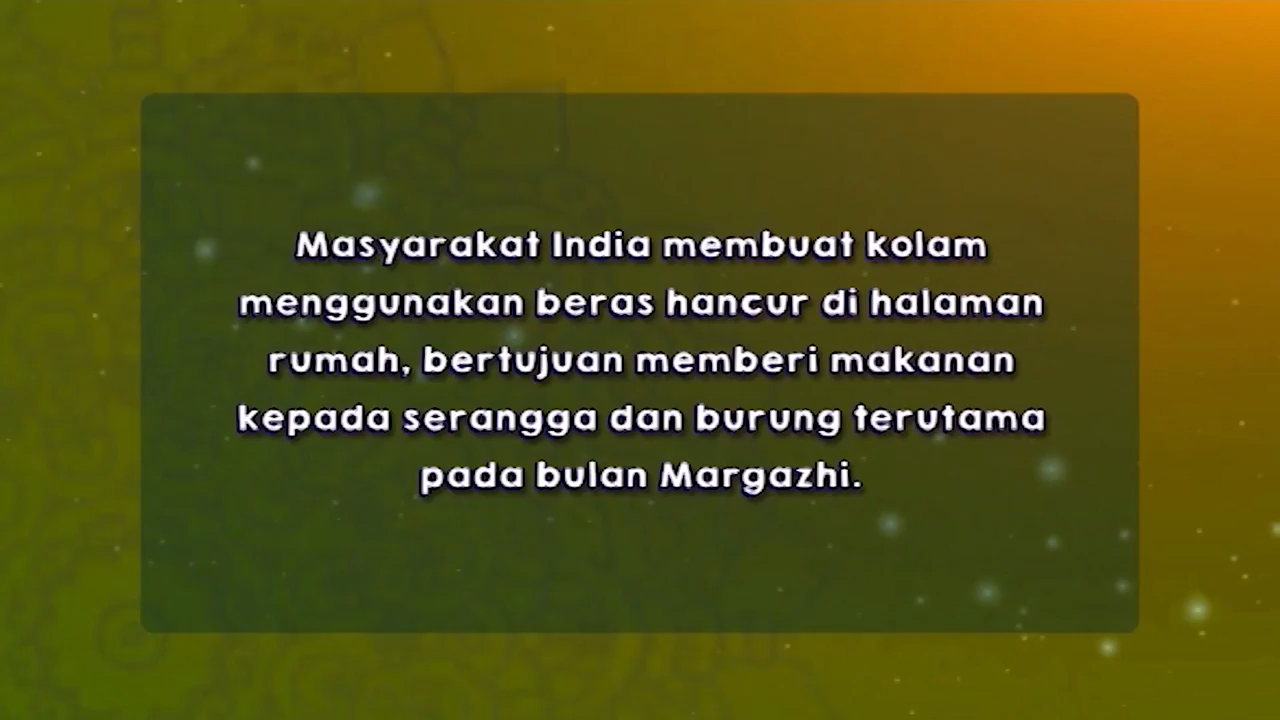 Masyarakat India membuat kolam
menggunakan beras hancur di halaman
rumah, bertujuan memberi makanan
kepada serangga dan burung terutama
pada bulan Margazhi.